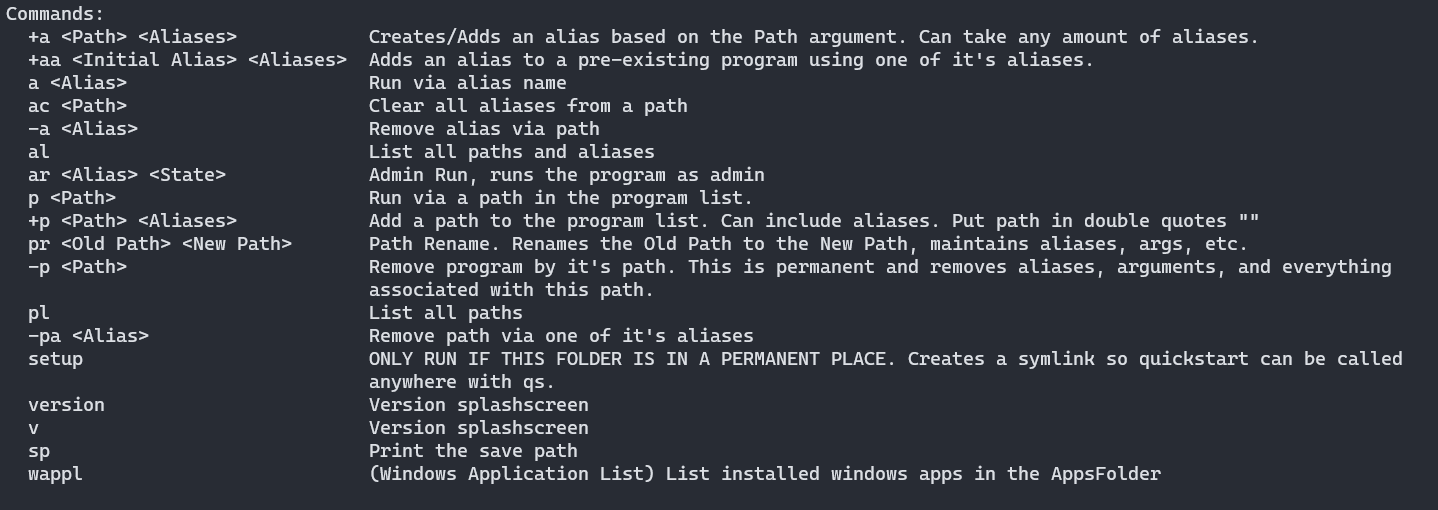 Commands:
+a <Path> <Aliases> Creates/Adds an alias based on the Path argument. Can take any amount of aliases.
+aa <Initial Alias> <Aliases> Adds an alias to a pre-existing program using one of it's aliases.
a <Alias> Run via alias name
ac <Path> Clear all aliases from a path
-a <Alias> Remove alias via path
al List all paths and aliases
ar <Alias> <State> Admin Run, runs the program as admin
p <Path> Run via a path in the program list.
+p <Path> <Aliases> Add a path to the program list. Can include aliases. Put path in double quotes ""
pr <Old Path> <New Path> Path Rename. Renames the Old Path to the New Path, maintains aliases, args, etc.
-p <Path> Remove program by it's path. This is permanent and removes aliases, arguments, and everything
associated with this path.
pl List all paths
-pa <Alias> Remove path via one of it's aliases
setup ONLY RUN IF THIS FOLDER IS IN A PERMANENT PLACE. Creates a symlink so quickstart can be called
anywhere with qs.
version Version splashscreen
v Version splashscreen
sp Print the save path
wappl (Windows Application List) List installed windows apps in the AppsFolder